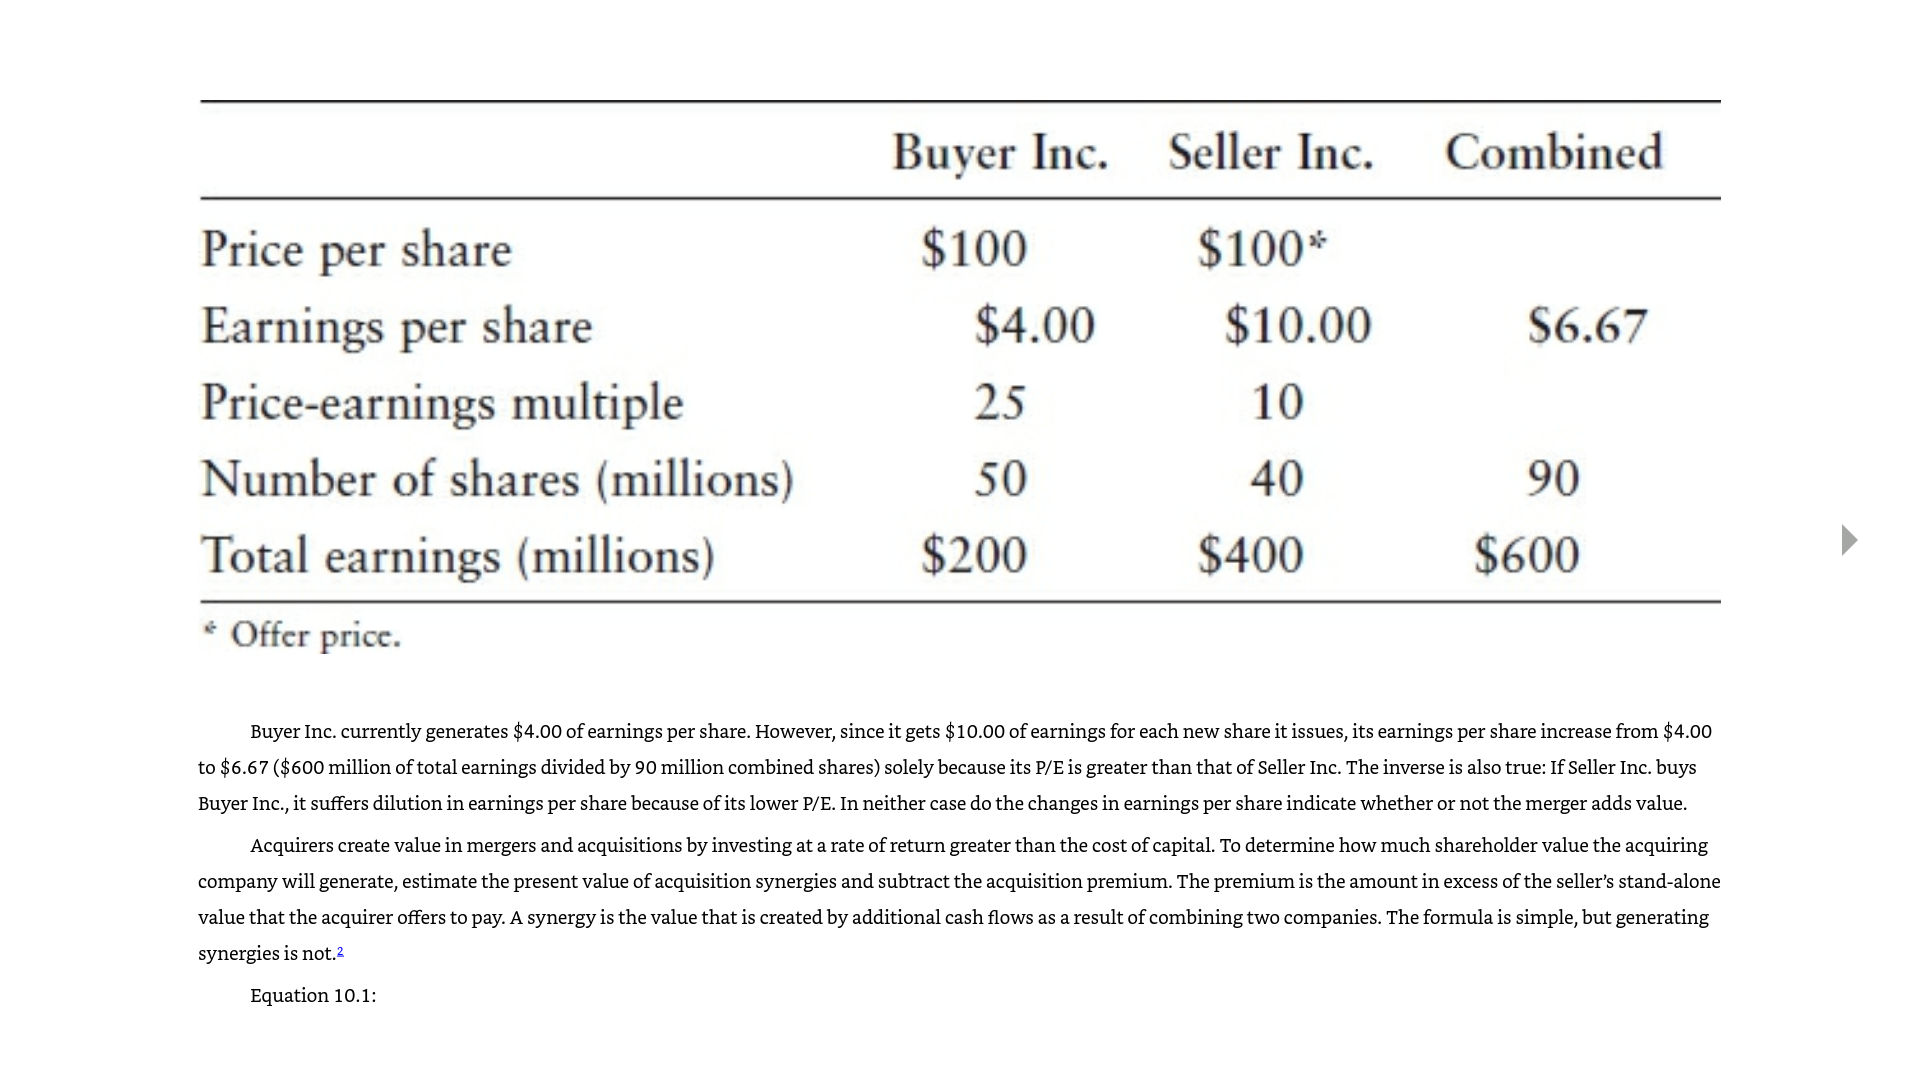 Buyer Inc. Seller Inc. Combined
Price per share $100 $100*
Earnings per share $4.00 $10.00 $6.67
Price-earnings multiple 25 10
Number of shares (millions) 50 40 90
Total earnings (millions) $200 $400 $600
* Offer price.
Buyer Inc. currently generates $4.00 of earnings per share. However, since it gets $10.00 of earnings for each new share it issues, its earnings per share increase from $4.00
to $6.67 ($600 million of total earnings divided by 90 million combined shares) solely because its P/E is greater than that of Seller Inc. The inverse is also true: If Seller Inc. buys
Buyer Inc., it suffers dilution in earnings per share because of its lower P/E. In neither case do the changes in earnings per share indicate whether or not the merger adds value.
Acquirers create value in mergers and acquisitions by investing at a rate of return greater than the cost of capital. To determine how much shareholder value the acquiring
company will generate, estimate the present value of acquisition synergies and subtract the acquisition premium. The premium is the amount in excess of the seller’s stand-alone
value that the acquirer offers to pay. A synergy is the value that is created by additional cash flows as a result of combining two companies. The formula is simple, but generating
synergies is not.2
Equation 10.1: